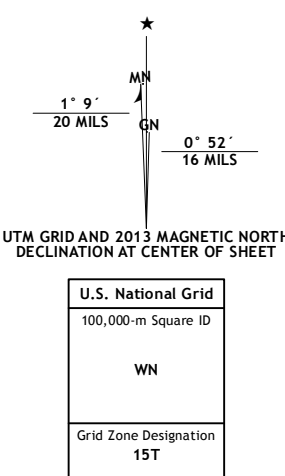 ★
MN
1° 9´
20 MILS
GN
0° 52´
16 MILS
UTM GRID AND 2013 MAGNETIC NORTH
DECLINATION AT CENTER OF SHEET
U.S. National Grid
100,000-m Square ID
WN
Grid Zone Designation
15T